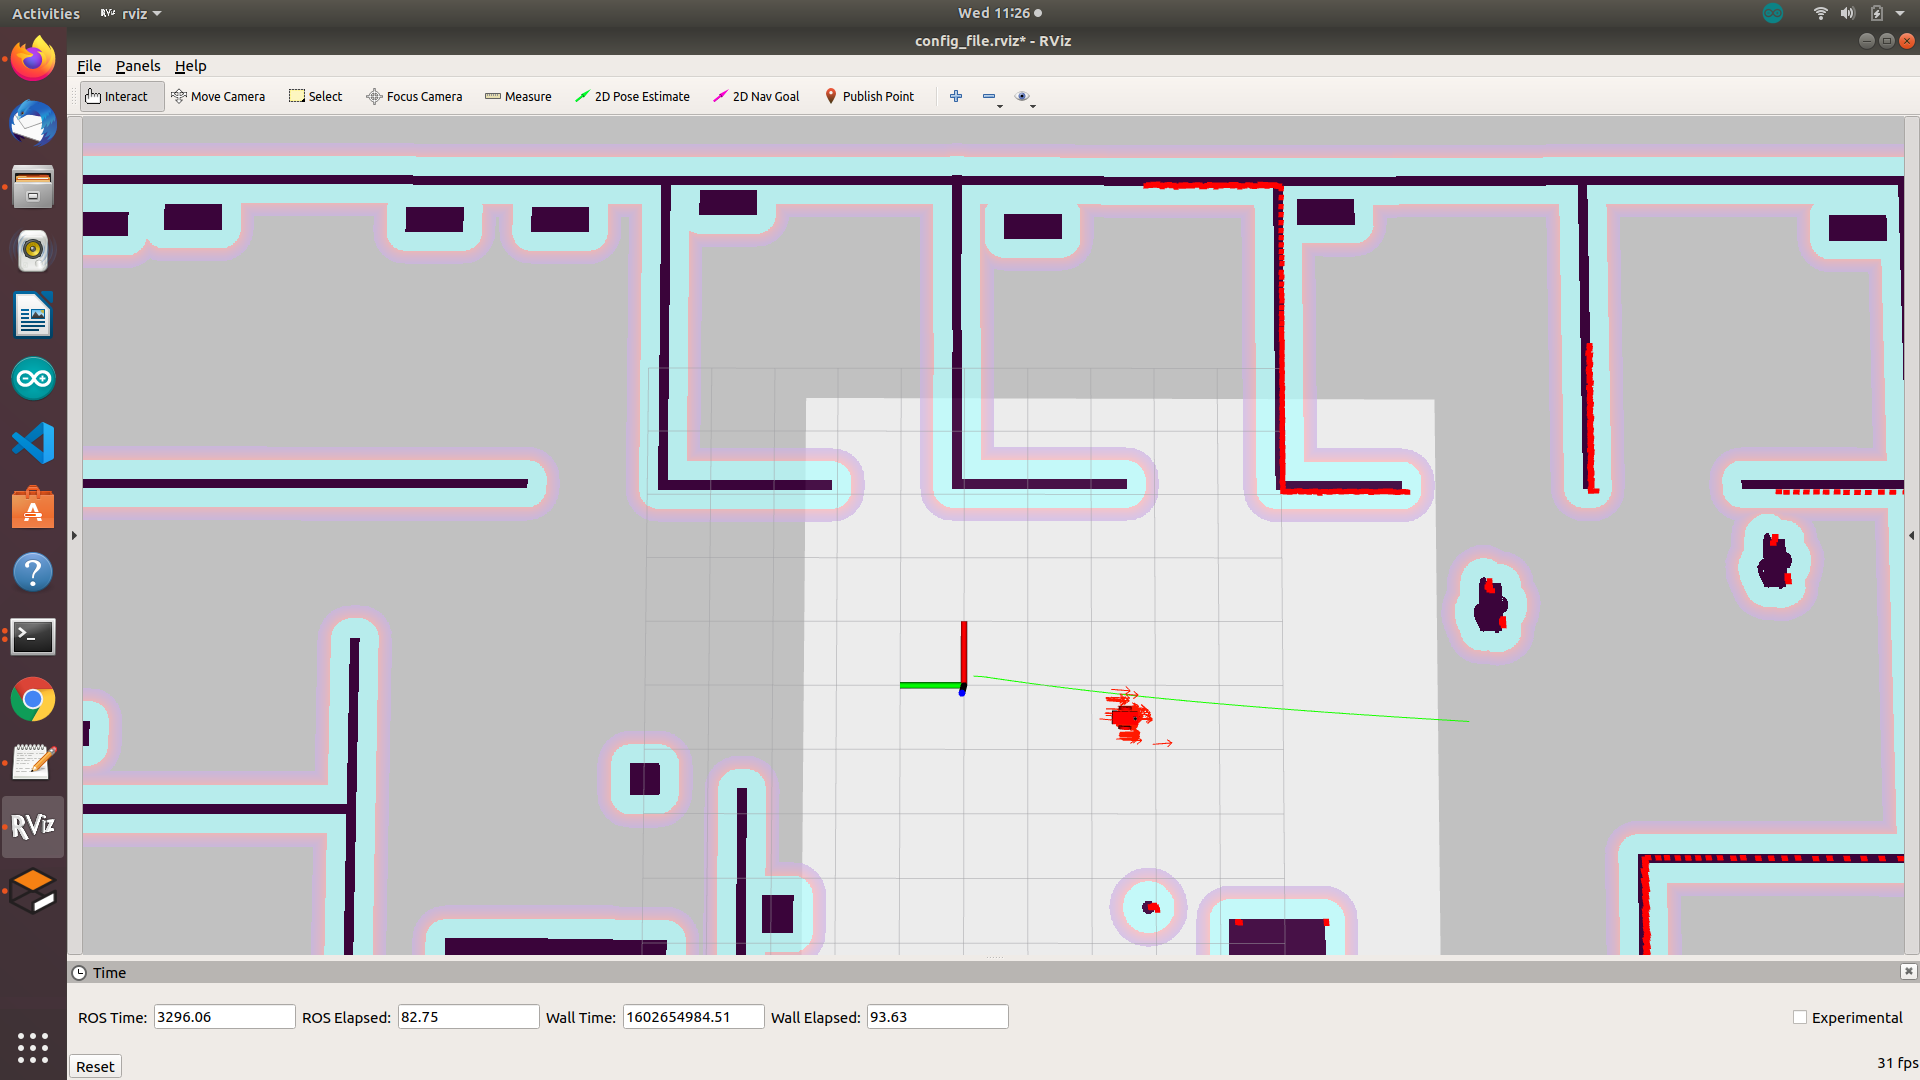 Activities RViz rviz Wed 11:26
config_file.rviz* - RViz
File Panels Help
Interact Move Camera Select Focus Camera Measure 2D Pose Estimate 2D Nav Goal Publish Point
Time
ROS Time: 3296.06 ROS Elapsed: 82.75 Wall Time: 1602654984.51 Wall Elapsed: 93.63 Experimental
Reset 31 fps
RViz